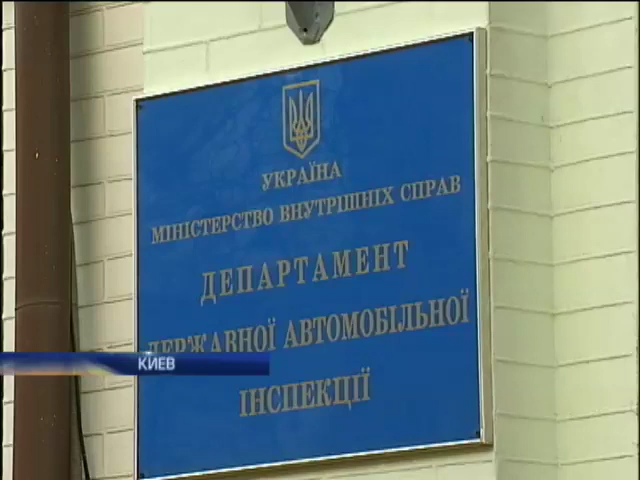 УКРАЇНА
МІНІСТЕРСТВО ВНУТРІШНІХ СПРАВ
ДЕПАРТАМЕНТ
ДЕРЖАВНОЇ АВТОМОБІЛЬНОЇ
КИЕВ
ІНСПЕКЦІЇ